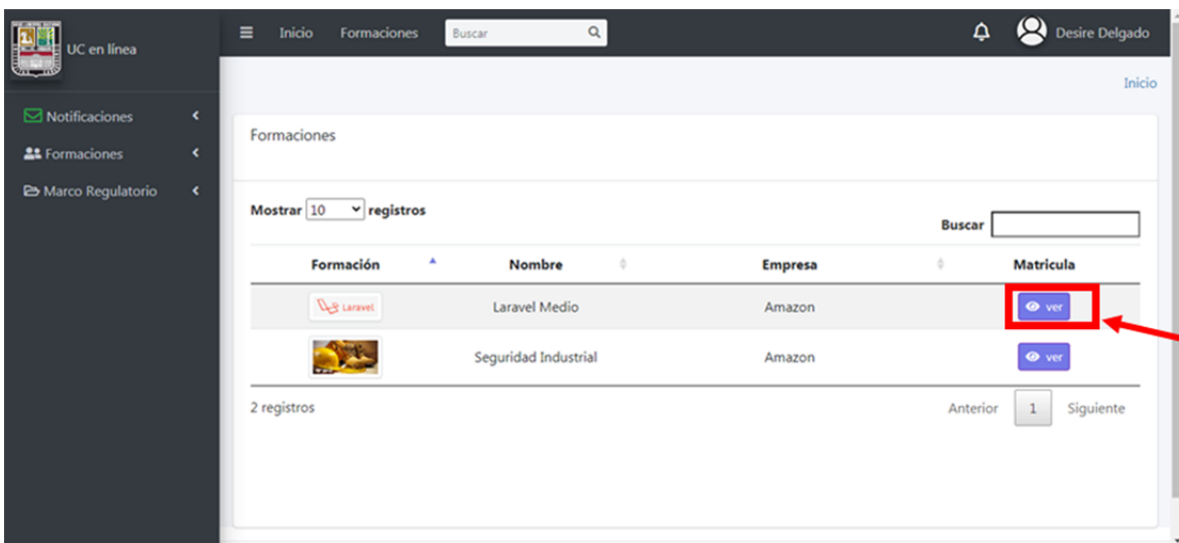 UC en línea
Inicio Formaciones Buscar Desire Delgado
Inicio
Notificaciones
Formaciones
Marco Regulatorio
Formaciones
Mostrar 10 registros
Buscar
Formación Nombre Empresa Matricula
Laravel Laravel Medio Amazon ver
Seguridad Industrial Amazon ver
2 registros Anterior 1 Siguiente